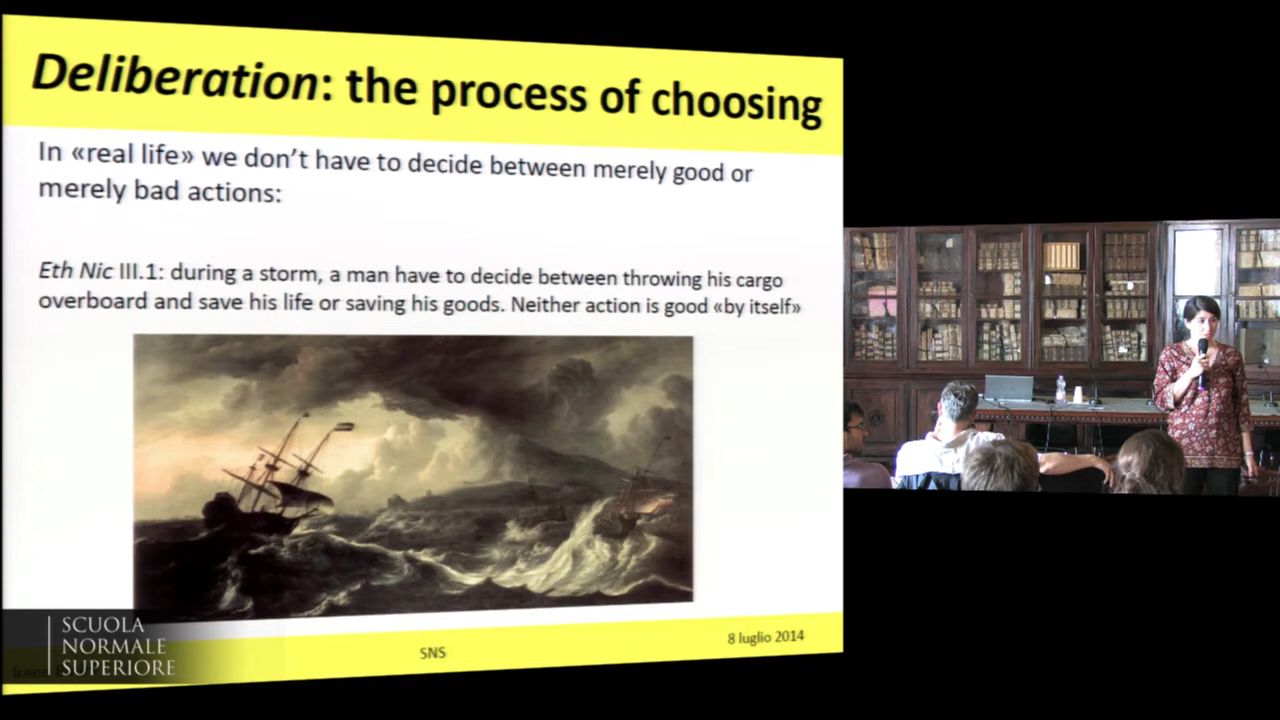 Deliberation: the process of choosing
In «real life» we don't have to decide between merely good or
merely bad actions:
Eth Nic III.1: during a storm, a man have to decide between throwing his cargo
overboard and save his life or saving his goods. Neither action is good «by itself»
SCUOLA
NORMALE
SUPERIORE
SNS
8 luglio 2014